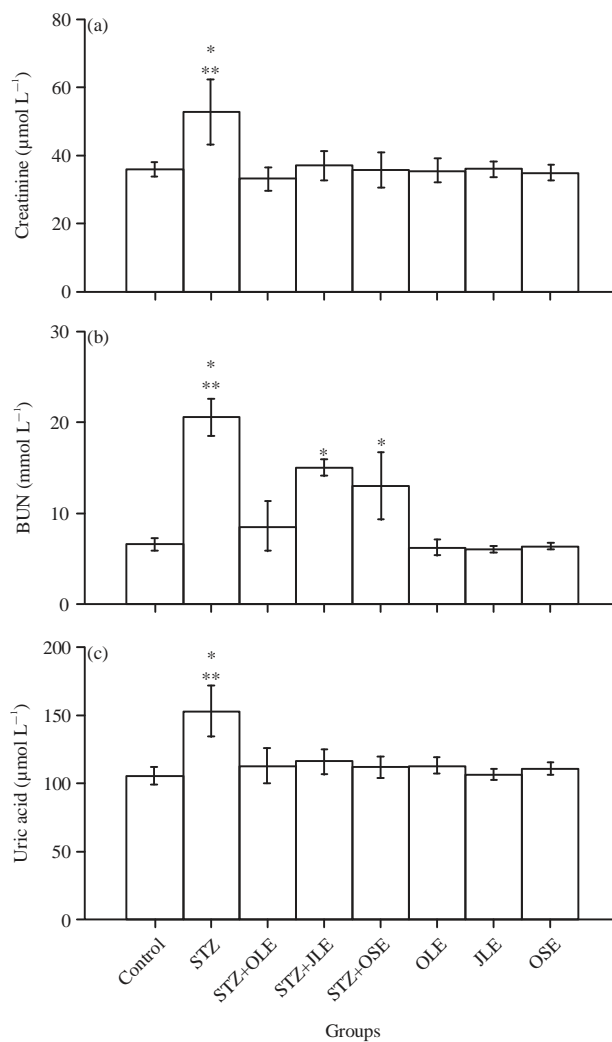 (a)
Creatinine (µmol L⁻¹)
80
60
40
20
0
*
**
(b)
BUN (mmol L⁻¹)
30
20
10
0
*
**
*
*
(c)
Uric acid (µmol L⁻¹)
200
150
100
50
0
*
**
Control
STZ
STZ+OLE
STZ+JLE
STZ+OSE
OLE
JLE
OSE
Groups